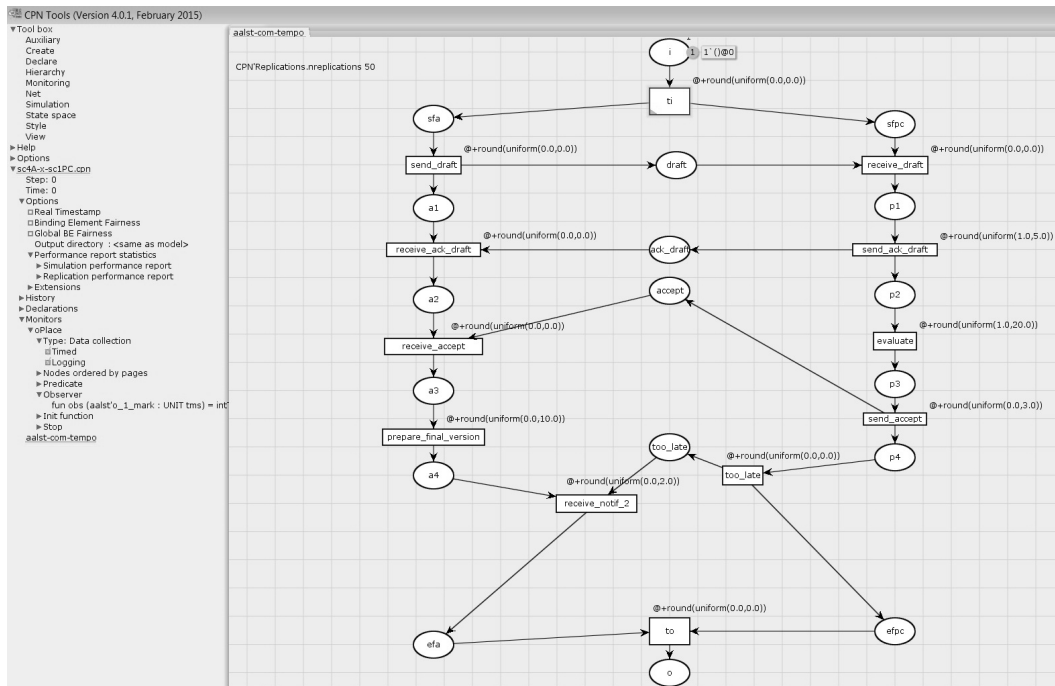 CPN Tools (Version 4.0.1, February 2015)
Tool box
Auxiliary
Create
Declare
Hierarchy
Monitoring
Net
Simulation
State space
Style
View
Help
Options
sc4A-x-sc1PC.cpn
Step: 0
Time: 0
Options
Real Timestamp
Binding Element Fairness
Global BE Fairness
Output directory : <same as model>
Performance report statistics
Simulation performance report
Replication performance report
Extensions
History
Declarations
Monitors
oPlace
Type: Data collection
Timed
Logging
Nodes ordered by pages
Predicate
Observer
fun obs (aalst'o_1_mark : UNIT tms) = int
Init function
Stop
aalst-com-tempo
aalst-com-tempo
CPN'Replications.nreplications 50
i
1
1`()@0
@+round(uniform(0.0,0.0))
ti
sfa
sfpc
@+round(uniform(0.0,0.0))
@+round(uniform(0.0,0.0))
send_draft
draft
receive_draft
a1
p1
@+round(uniform(0.0,0.0))
@+round(uniform(1.0,5.0))
receive_ack_draft
ack_draft
send_ack_draft
a2
accept
p2
@+round(uniform(0.0,0.0))
@+round(uniform(1.0,20.0))
receive_accept
evaluate
a3
p3
@+round(uniform(0.0,3.0))
@+round(uniform(0.0,10.0))
send_accept
prepare_final_version
too_late
@+round(uniform(0.0,0.0))
p4
a4
too_late
@+round(uniform(0.0,2.0))
receive_notif_2
@+round(uniform(0.0,0.0))
efa
to
efpc
o